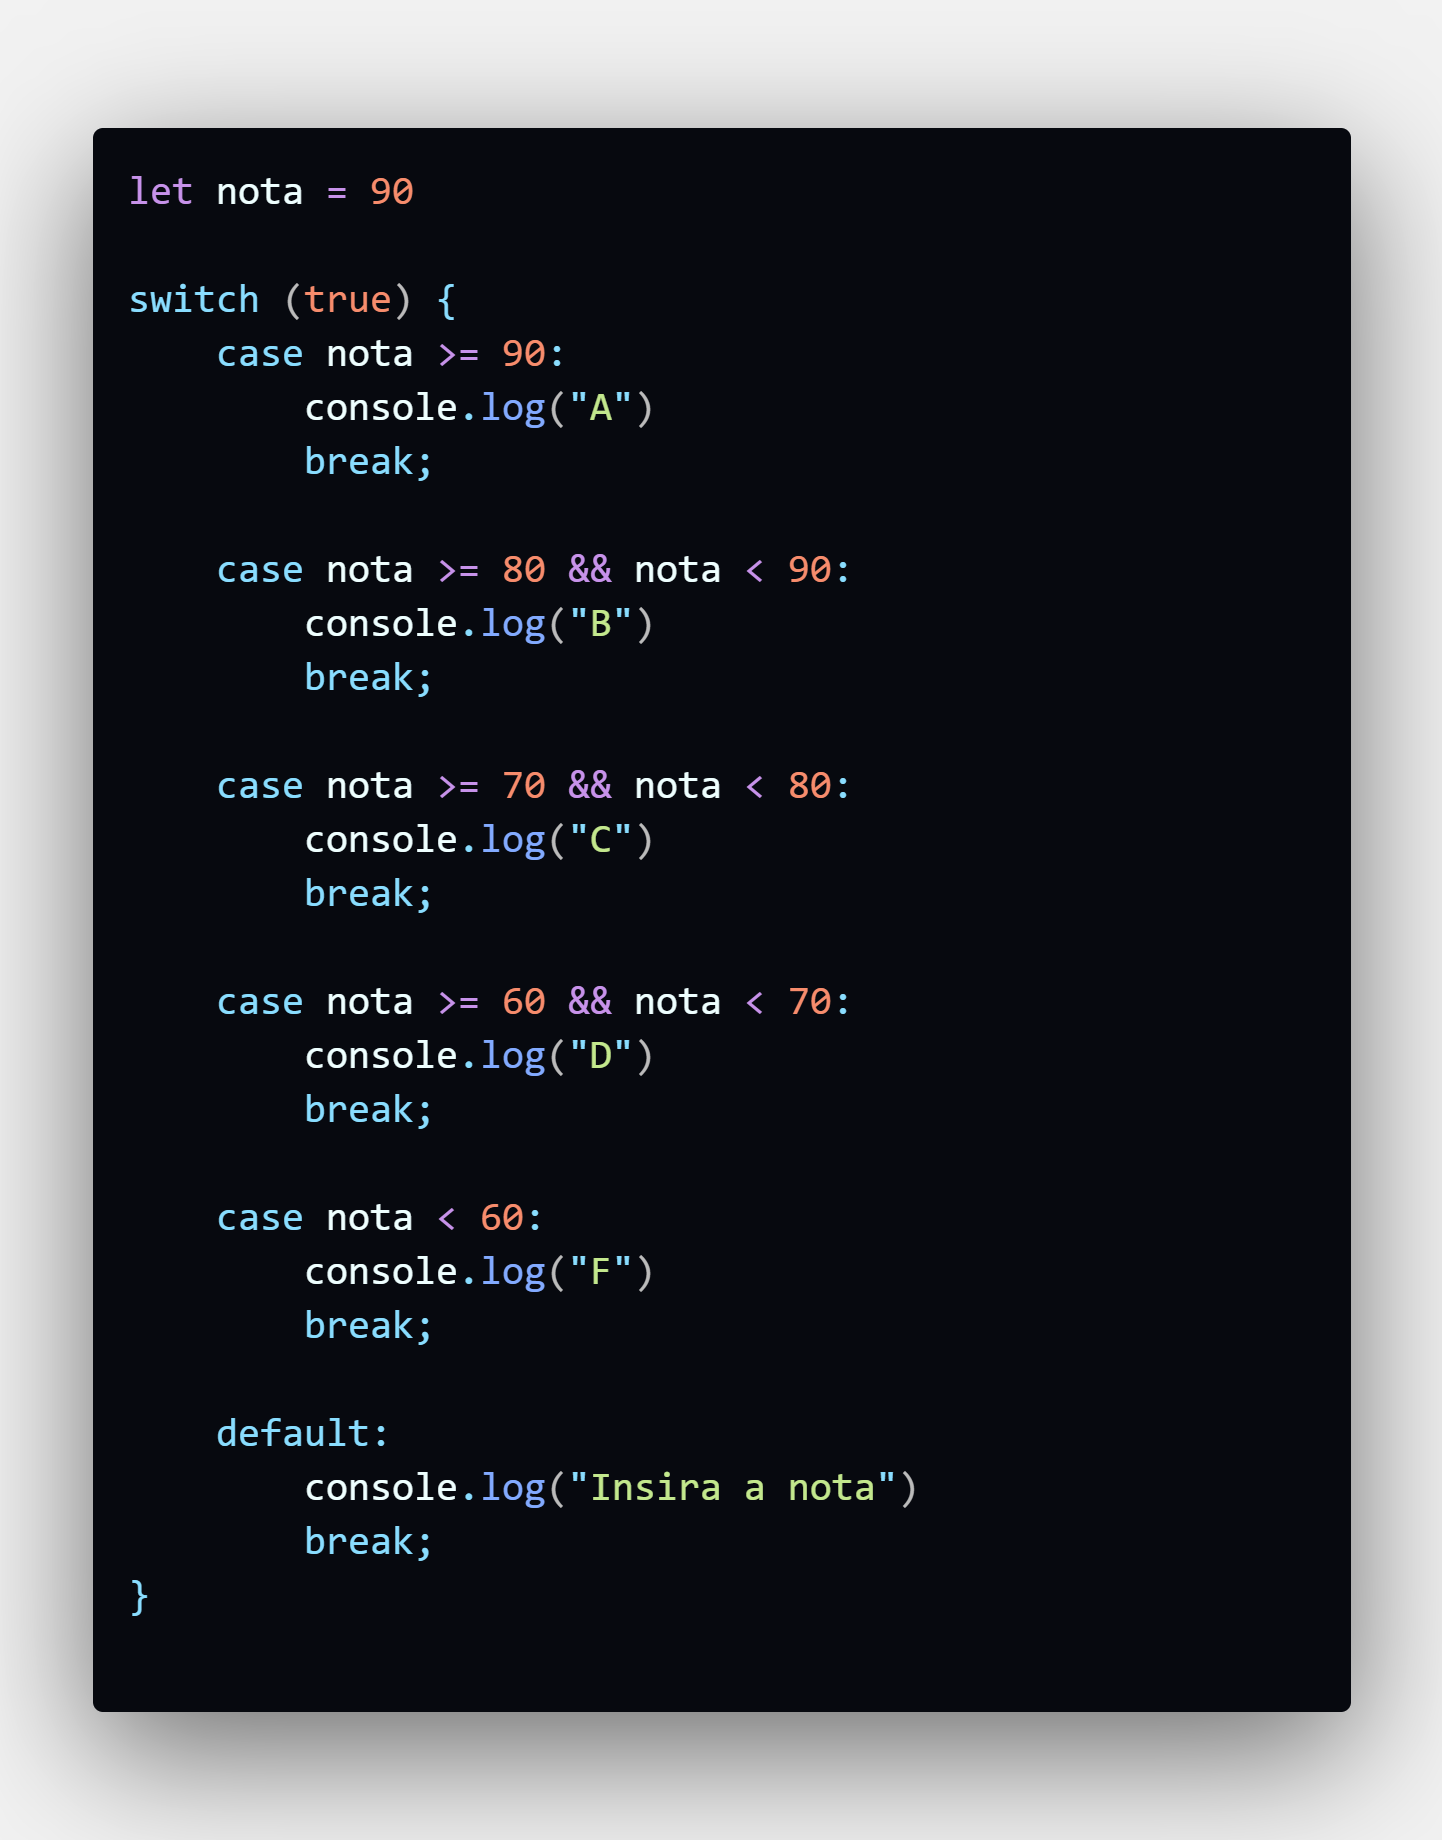 let nota = 90
switch (true) {
    case nota >= 90:
        console.log("A")
        break;
    case nota >= 80 && nota < 90:
        console.log("B")
        break;
    case nota >= 70 && nota < 80:
        console.log("C")
        break;
    case nota >= 60 && nota < 70:
        console.log("D")
        break;
    case nota < 60:
        console.log("F")
        break;
    default:
        console.log("Insira a nota")
        break;
}